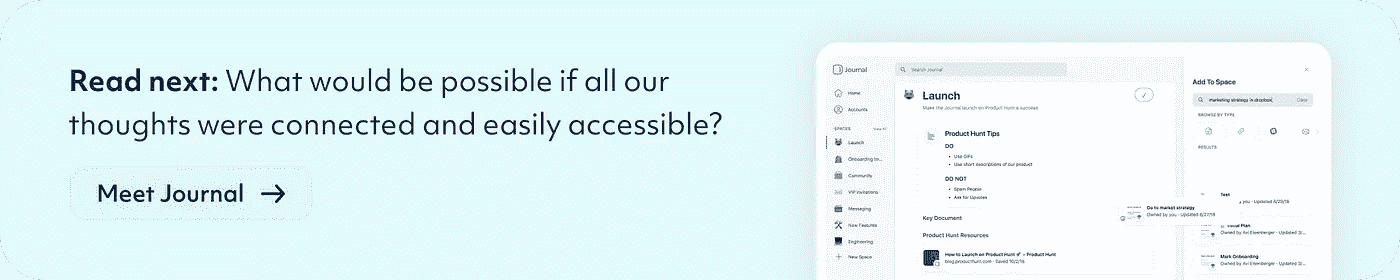 Read next: What would be possible if all our
thoughts were connected and easily accessible?
Meet Journal →
Journal
Search Journal
Home
Accounts
SPACES
View All
Launch
Onboarding In...
Community
VIP Invitations
Messaging
New Features
Engineering
New Space
Launch
Make the Journal launch on Product Hunt a success
Product Hunt Tips
DO
Use GIFs
Use short descriptions of our product
DO NOT
Spam People
Ask for Upvotes
Key Document
Product Hunt Resources
How to Launch on Product Hunt 🚀 – Product Hunt
blog.producthunt.com · Saved 10/2/18
Add To Space
marketing strategy in dropbox
Clear
BROWSE BY TYPE
RESULTS
Test
you · Updated 6/25/18
Go to market strategy
Owned by you · Updated 6/27/18
Visual Plan
Owned by Avi Eisenberger · Updated 3/...
Mark Onboarding
Owned by Avi Eisenberger · Updated 3/...